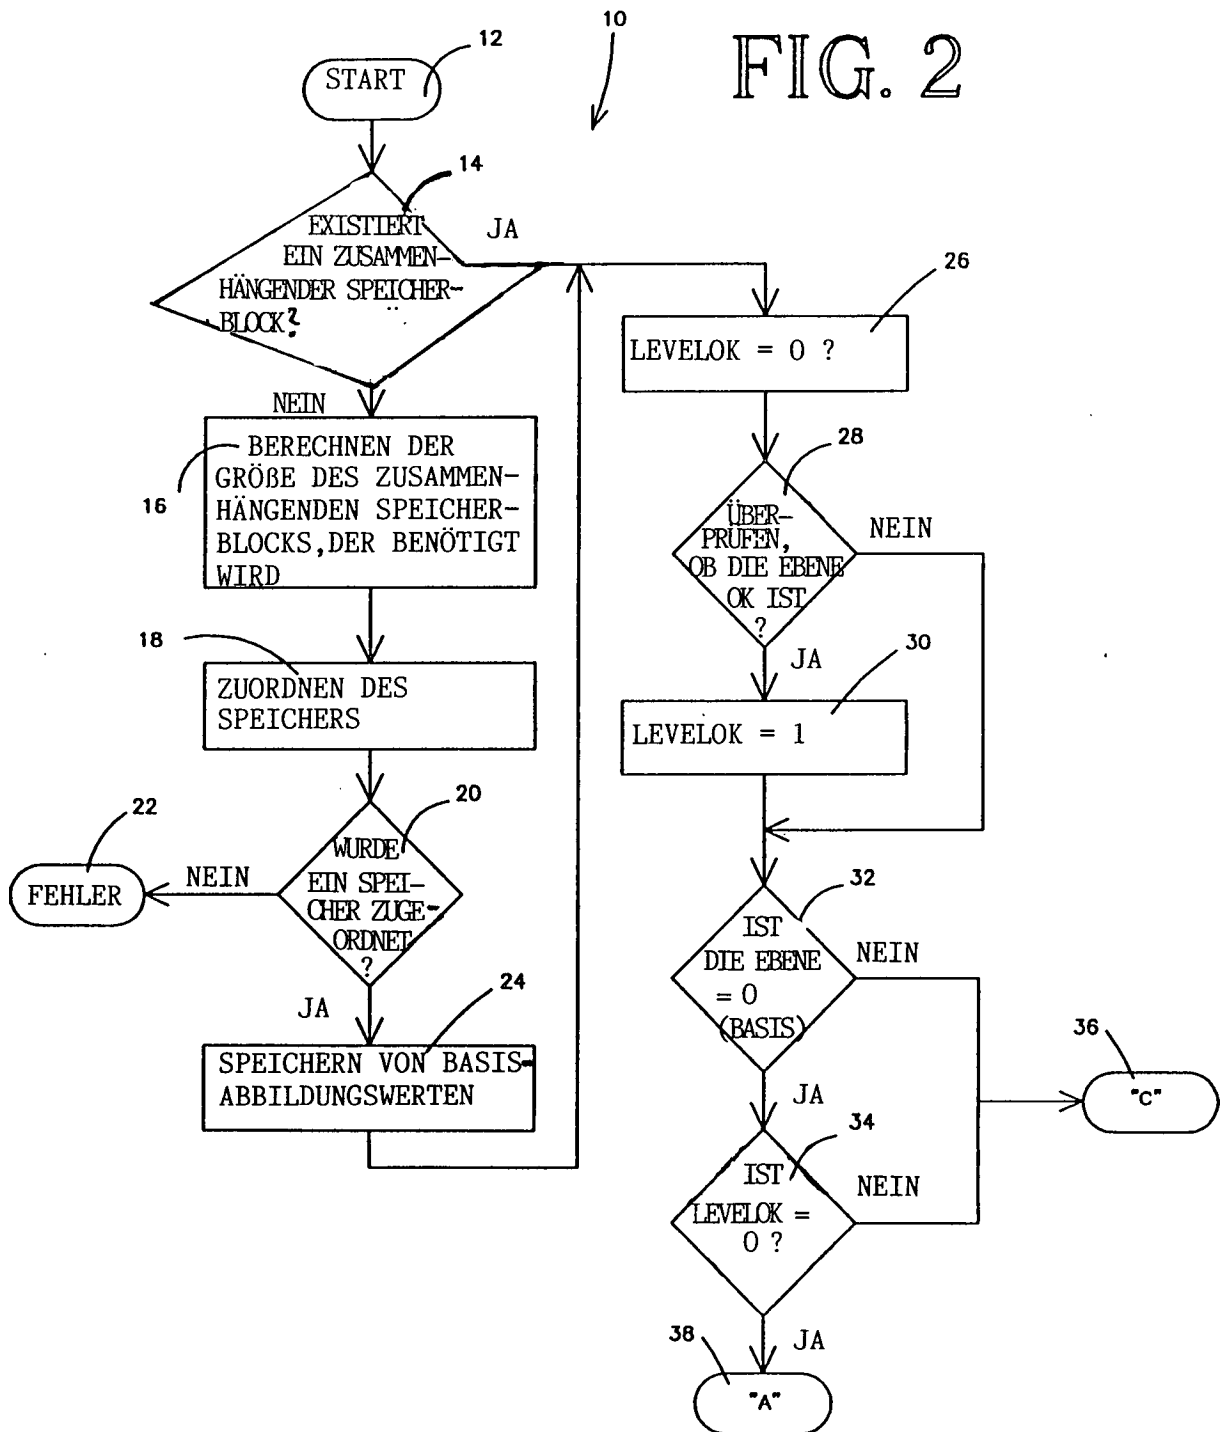 10
FIG. 2
12
START
14
EXISTIERT
EIN ZUSAMMEN-
HÄNGENDER SPEICHER-
BLOCK?
JA
NEIN
16
BERECHNEN DER
GRÖßE DES ZUSAMMEN-
HÄNGENDEN SPEICHER-
BLOCKS, DER BENÖTIGT
WIRD
18
ZUORDNEN DES
SPEICHERS
20
WURDE
EIN SPEI-
CHER ZUGE-
ORDNET
?
NEIN
22
FEHLER
JA
24
SPEICHERN VON BASIS-
ABBILDUNGSWERTEN
26
LEVELOK = 0 ?
28
ÜBER-
PRÜFEN,
OB DIE EBENE
OK IST
?
NEIN
JA
30
LEVELOK = 1
32
IST
DIE EBENE
= 0
(BASIS)
NEIN
JA
36
"C"
34
IST
LEVELOK =
0 ?
NEIN
JA
38
"A"